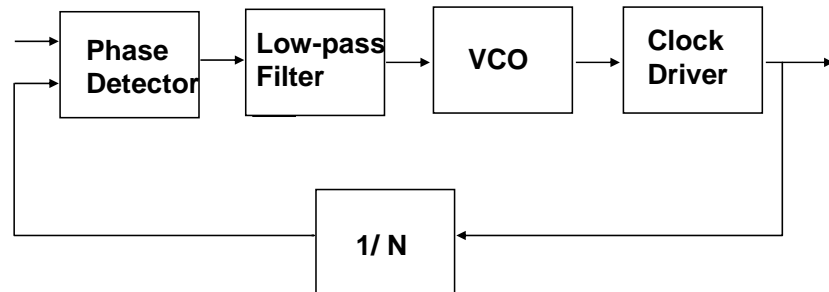 Phase
Detector
Low-pass
Filter
VCO
Clock
Driver
1/ N